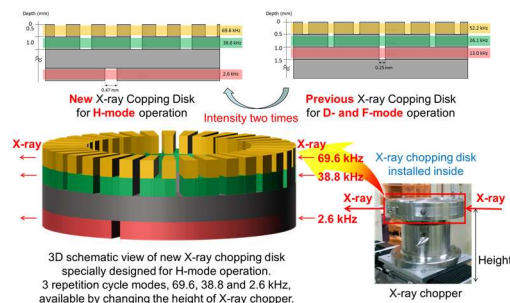 Depth (mm)
0
0.5
1.0
69.6 kHz
38.8 kHz
2.6 kHz
0.47 mm
New X-ray Copping Disk
for H-mode operation
Depth (mm)
0
0.5
1.0
1.5
52.2 kHz
26.1 kHz
13.0 kHz
0.25 mm
Previous X-ray Copping Disk
for D- and F-mode operation
Intensity two times
X-ray
X-ray
69.6 kHz
38.8 kHz
2.6 kHz
X-ray chopping disk
installed inside
X-ray
X-ray
Height
X-ray chopper
3D schematic view of new X-ray chopping disk
specially designed for H-mode operation.
3 repetition cycle modes, 69.6, 38.8 and 2.6 kHz,
available by changing the height of X-ray chopper.